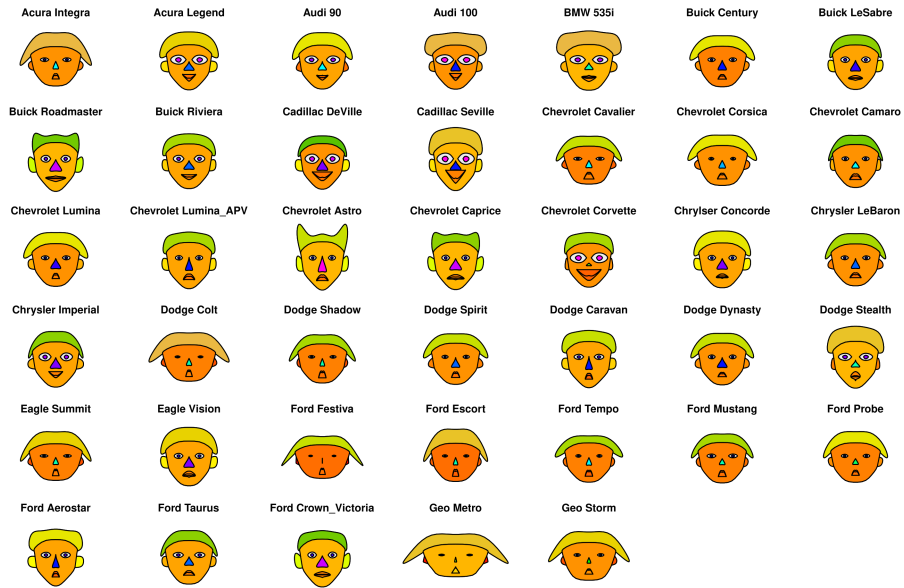 Acura Integra Acura Legend Audi 90 Audi 100 BMW 535i Buick Century Buick LeSabre
Buick Roadmaster Buick Riviera Cadillac DeVille Cadillac Seville Chevrolet Cavalier Chevrolet Corsica Chevrolet Camaro
Chevrolet Lumina Chevrolet Lumina_APV Chevrolet Astro Chevrolet Caprice Chevrolet Corvette Chrylser Concorde Chrysler LeBaron
Chrysler Imperial Dodge Colt Dodge Shadow Dodge Spirit Dodge Caravan Dodge Dynasty Dodge Stealth
Eagle Summit Eagle Vision Ford Festiva Ford Escort Ford Tempo Ford Mustang Ford Probe
Ford Aerostar Ford Taurus Ford Crown_Victoria Geo Metro Geo Storm